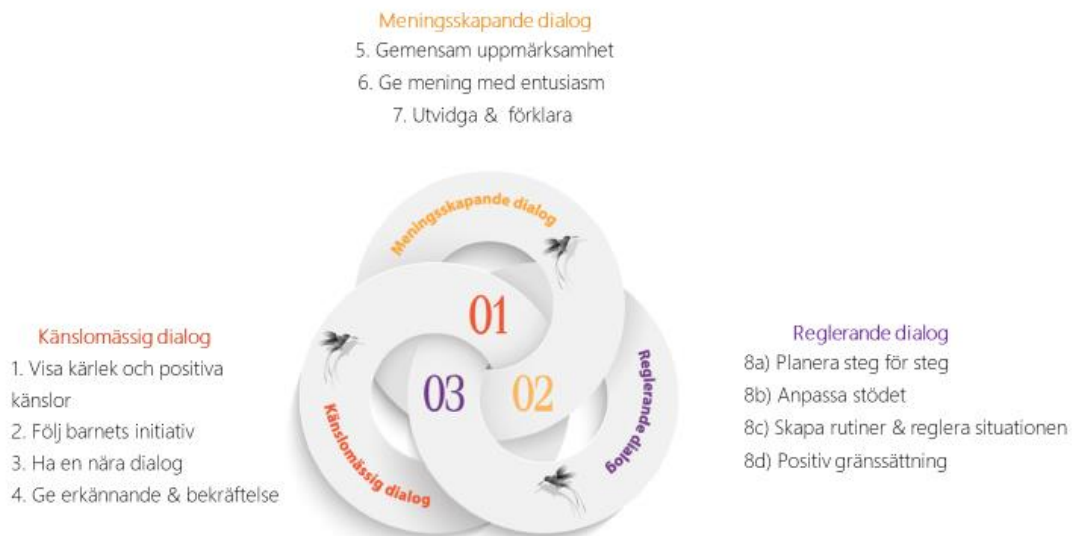 Meningsskapande dialog
5. Gemensam uppmärksamhet
6. Ge mening med entusiasm
7. Utvidga & förklara
Meningsskapande dialog
01
03
02
Känslomässig dialog
Reglerande dialog
Känslomässig dialog
1. Visa kärlek och positiva
känslor
2. Följ barnets initiativ
3. Ha en nära dialog
4. Ge erkännande & bekräftelse
Reglerande dialog
8a) Planera steg för steg
8b) Anpassa stödet
8c) Skapa rutiner & reglera situationen
8d) Positiv gränssättning